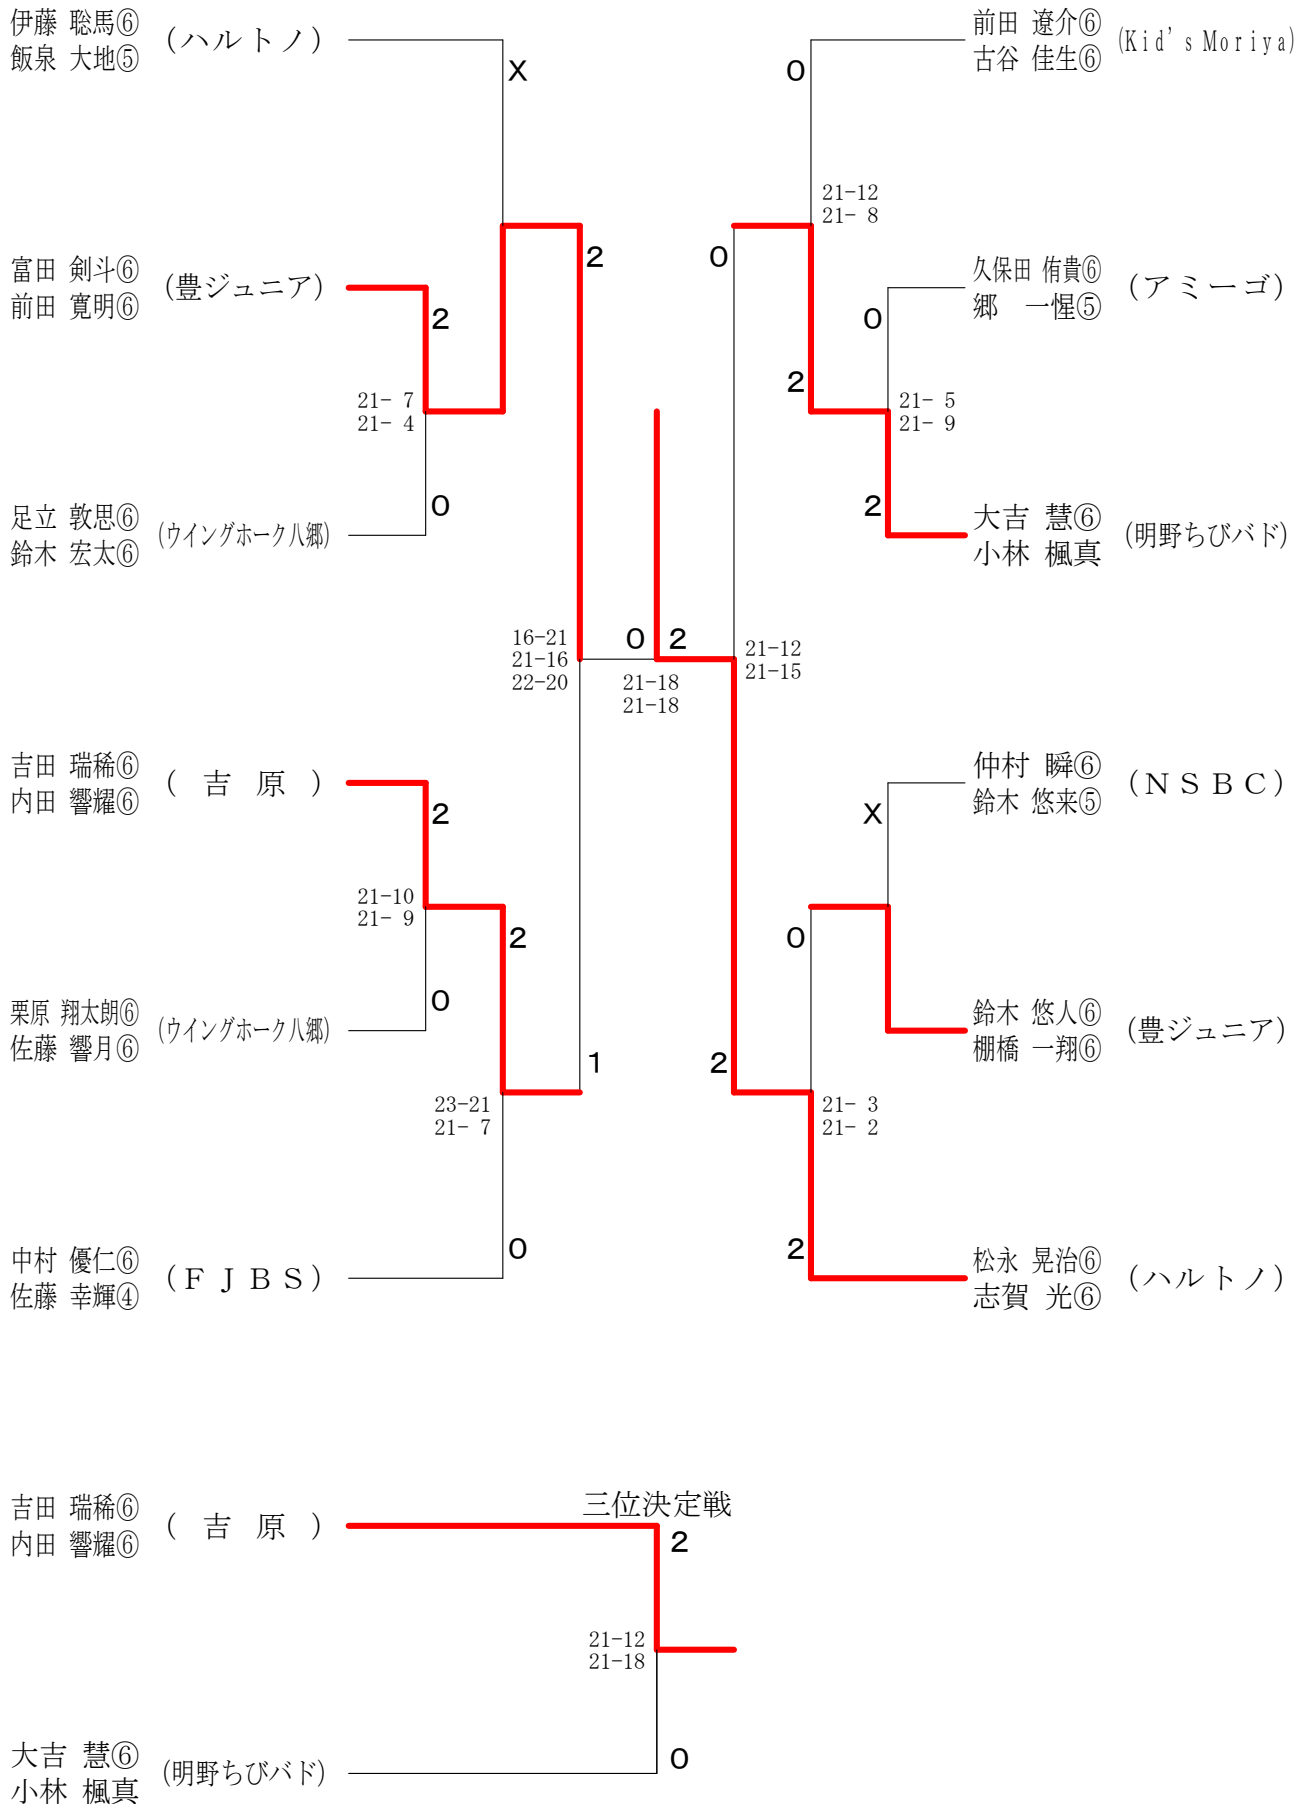 伊藤 聡馬⑥
飯泉 大地⑤
(ハルトノ)
X
富田 剣斗⑥
前田 寛明⑥
(豊ジュニア)
2
21- 7
21- 4
足立 敦思⑥
鈴木 宏太⑥
(ウイングホーク八郷)
0
2
16-21
21-16
22-20
吉田 瑞稀⑥
内田 響耀⑥
( 吉 原 )
2
21-10
21- 9
栗原 翔太朗⑥
佐藤 響月⑥
(ウイングホーク八郷)
0
2
1
23-21
21- 7
中村 優仁⑥
佐藤 幸輝④
(FJBS)
0
0 2
21-18
21-18
前田 遼介⑥
古谷 佳生⑥
(Kid's Moriya)
0
21-12
21- 8
0
久保田 侑貴⑥
郷 一惺⑤
(アミーゴ)
0
2
21- 5
21- 9
大吉 慧⑥
小林 楓真
(明野ちびバド)
2
21-12
21-15
仲村 瞬⑥
鈴木 悠来⑤
(NSBC)
X
0
鈴木 悠人⑥
棚橋 一翔⑥
(豊ジュニア)
2
21- 3
21- 2
松永 晃治⑥
志賀 光⑥
(ハルトノ)
2
三位決定戦
吉田 瑞稀⑥
内田 響耀⑥
( 吉 原 )
2
21-12
21-18
大吉 慧⑥
小林 楓真
(明野ちびバド)
0